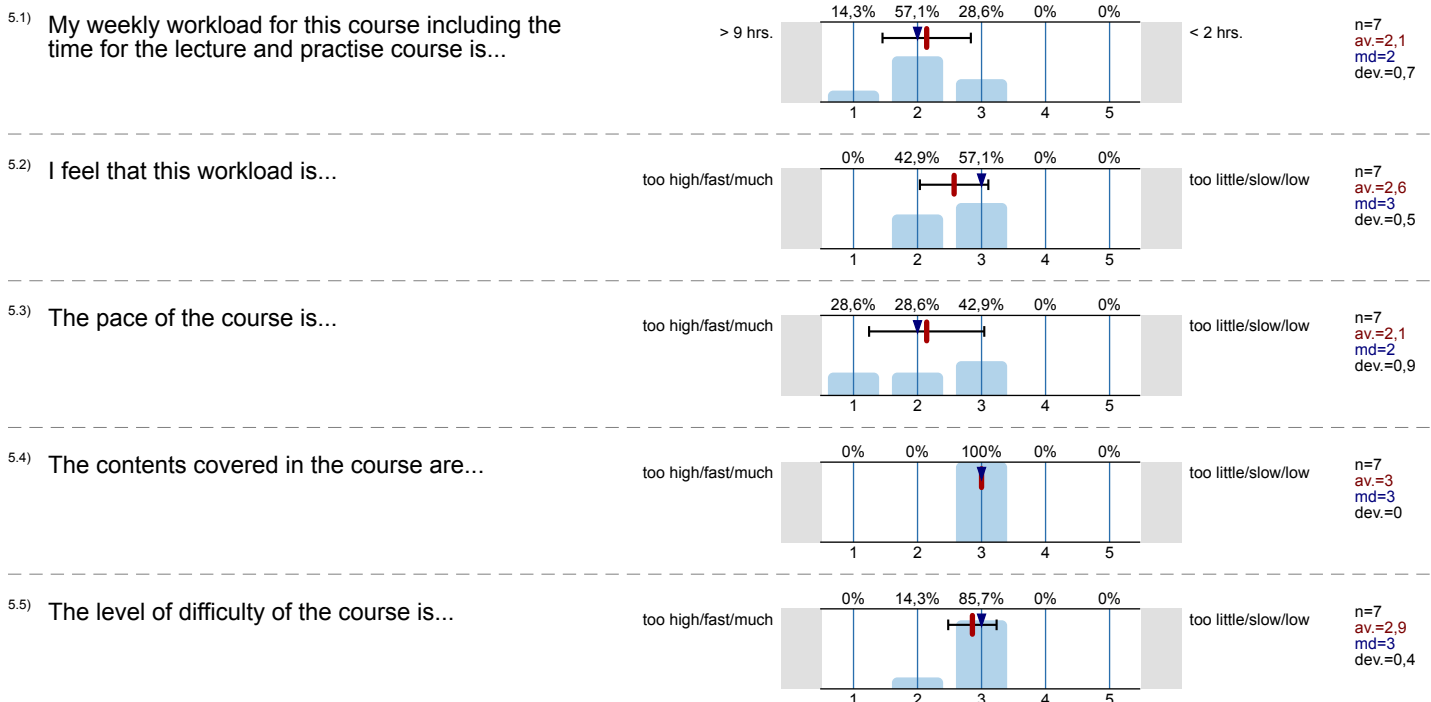 5.1) My weekly workload for this course including the
time for the lecture and practise course is...
> 9 hrs.
14,3% 57,1% 28,6% 0% 0%
1 2 3 4 5
< 2 hrs.
n=7
av.=2,1
md=2
dev.=0,7
5.2) I feel that this workload is...
too high/fast/much
0% 42,9% 57,1% 0% 0%
1 2 3 4 5
too little/slow/low
n=7
av.=2,6
md=3
dev.=0,5
5.3) The pace of the course is...
too high/fast/much
28,6% 28,6% 42,9% 0% 0%
1 2 3 4 5
too little/slow/low
n=7
av.=2,1
md=2
dev.=0,9
5.4) The contents covered in the course are...
too high/fast/much
0% 0% 100% 0% 0%
1 2 3 4 5
too little/slow/low
n=7
av.=3
md=3
dev.=0
5.5) The level of difficulty of the course is...
too high/fast/much
0% 14,3% 85,7% 0% 0%
1 2 3 4 5
too little/slow/low
n=7
av.=2,9
md=3
dev.=0,4